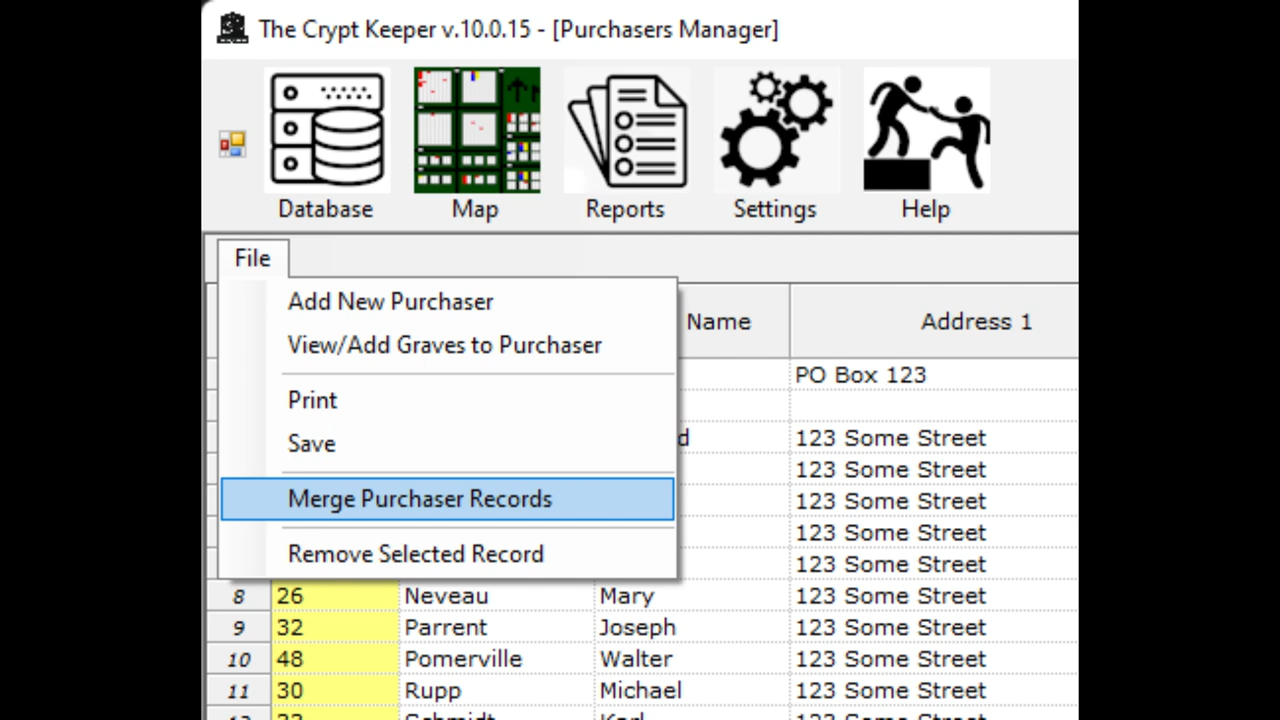 The Crypt Keeper v.10.0.15 - [Purchasers Manager]
Database Map Reports Settings Help
File
Name Address 1
Add New Purchaser
View/Add Graves to Purchaser
PO Box 123
Print
d 123 Some Street
Save
123 Some Street
Merge Purchaser Records
123 Some Street
123 Some Street
Remove Selected Record
123 Some Street
8 26 Neveau Mary 123 Some Street
9 32 Parrent Joseph 123 Some Street
10 48 Pomerville Walter 123 Some Street
11 30 Rupp Michael 123 Some Street